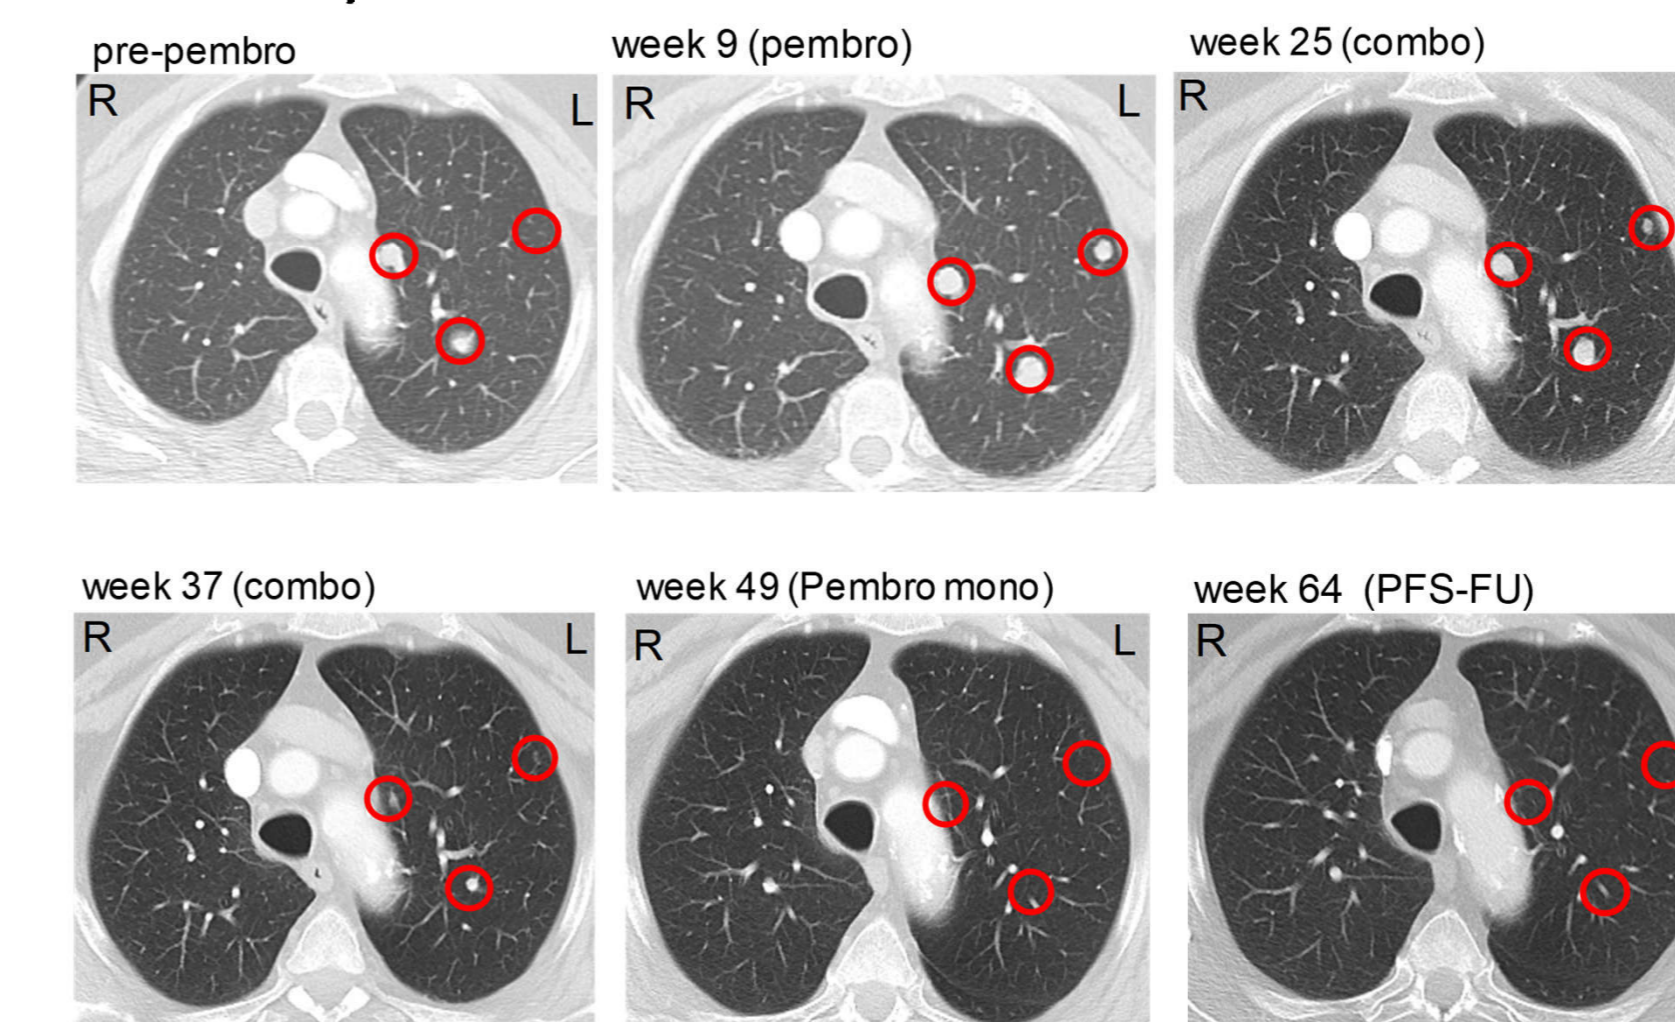 pre-pembro
week 9 (pembro)
week 25 (combo)
R
L
R
L
R
week 37 (combo)
week 49 (Pembro mono)
week 64 (PFS-FU)
R
L
R
L
R